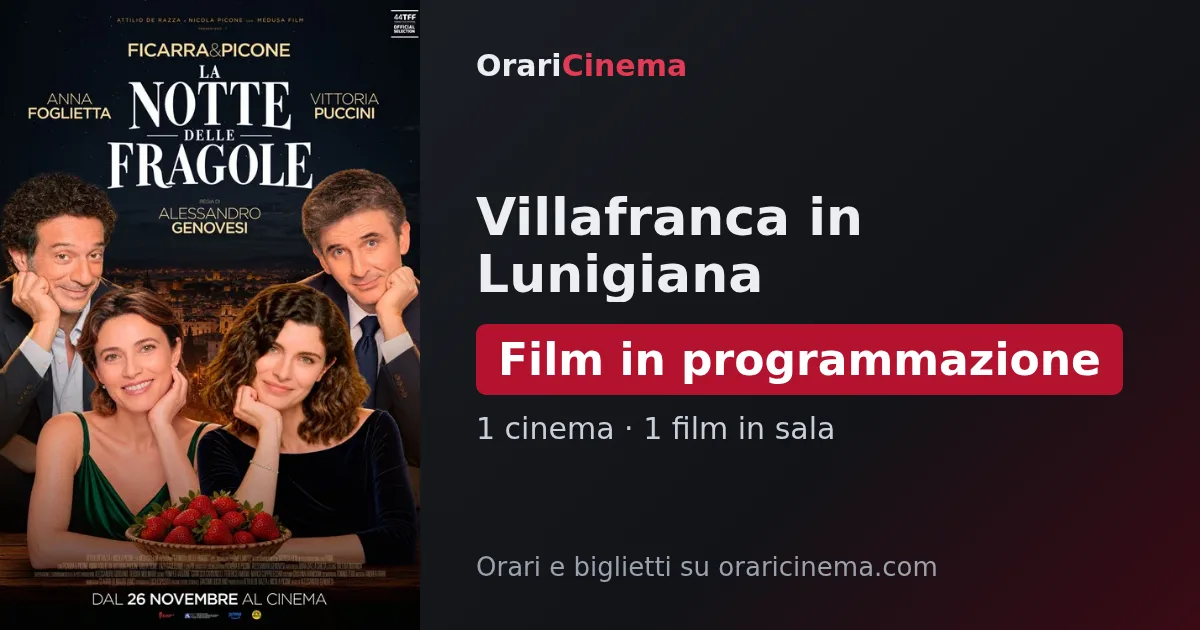 ATTILIO DE RAZZA E NICOLA PICONE CON MEDUSA FILM
44TFF
OFFICIAL
SELECTION
FICARRA&PICONE
LA
NOTTE
DELLE
FRAGOLE
ANNA
FOGLIETTA
VITTORIA
PUCCINI
REGIA DI
ALESSANDRO
GENOVESI
DAL 26 NOVEMBRE AL CINEMA
OrariCinema
Villafranca in
Lunigiana
Film in programmazione
1 cinema · 1 film in sala
Orari e biglietti su oraricinema.com